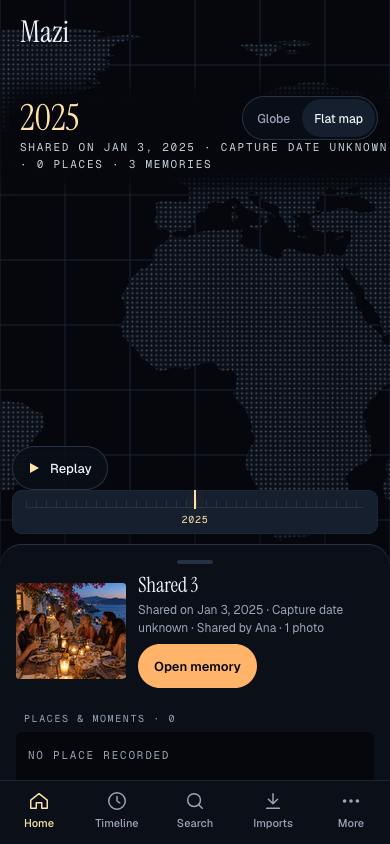 Mazi
2025
Globe
Flat map
SHARED ON JAN 3, 2025 · CAPTURE DATE UNKNOWN
· 0 PLACES · 3 MEMORIES
Replay
2025
Shared 3
Shared on Jan 3, 2025 · Capture date
unknown · Shared by Ana · 1 photo
Open memory
PLACES & MOMENTS · 0
NO PLACE RECORDED
Home
Timeline
Search
Imports
More